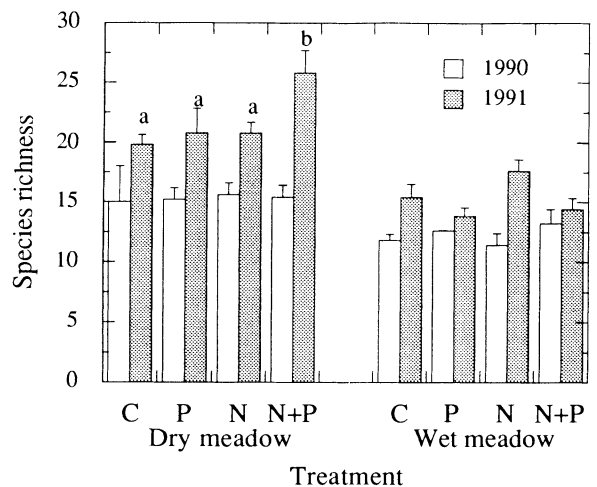 30
25
20
15
10
5
0
Species richness
a
a
a
b
1990
1991
C P N N+P
C P N N+P
Dry meadow
Wet meadow
Treatment